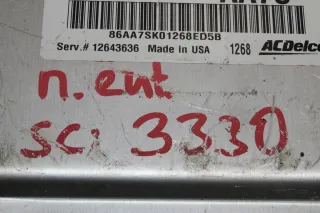 86AA7SK01268ED5B
Serv.# 12643636 Made in USA 1268 ACDelco
n.ent
sc: 3330